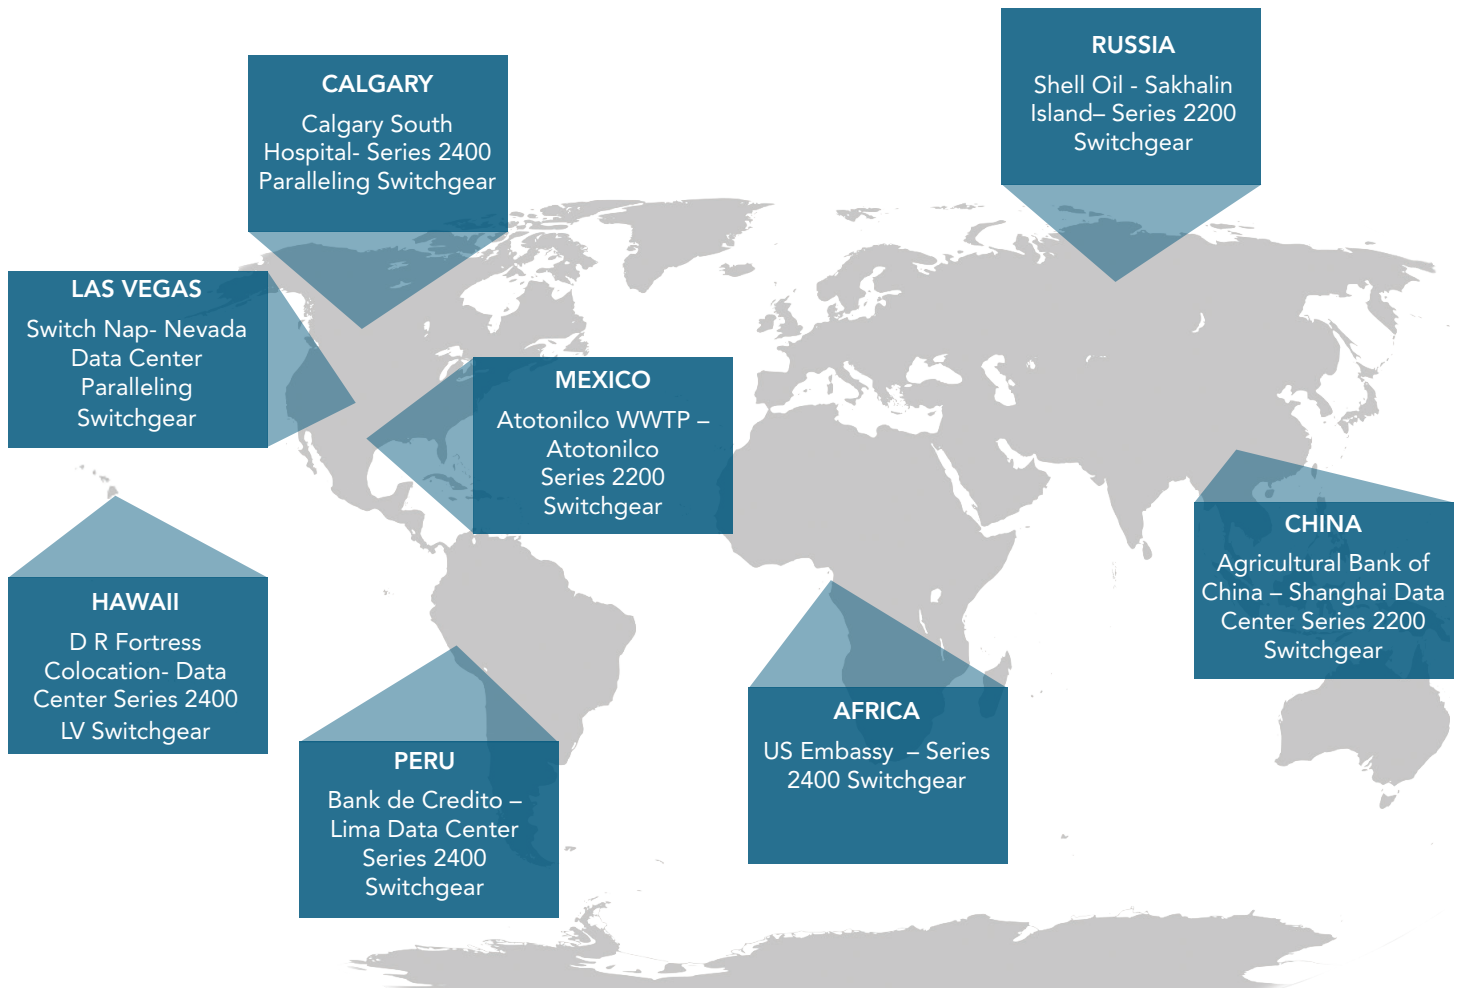 RUSSIA
Shell Oil - Sakhalin
Island– Series 2200
Switchgear
CALGARY
Calgary South
Hospital- Series 2400
Paralleling Switchgear
LAS VEGAS
Switch Nap- Nevada
Data Center
Paralleling
Switchgear
MEXICO
Atotonilco WWTP –
Atotonilco
Series 2200
Switchgear
CHINA
Agricultural Bank of
China – Shanghai Data
Center Series 2200
Switchgear
HAWAII
D R Fortress
Colocation- Data
Center Series 2400
LV Switchgear
PERU
Bank de Credito –
Lima Data Center
Series 2400
Switchgear
AFRICA
US Embassy – Series
2400 Switchgear